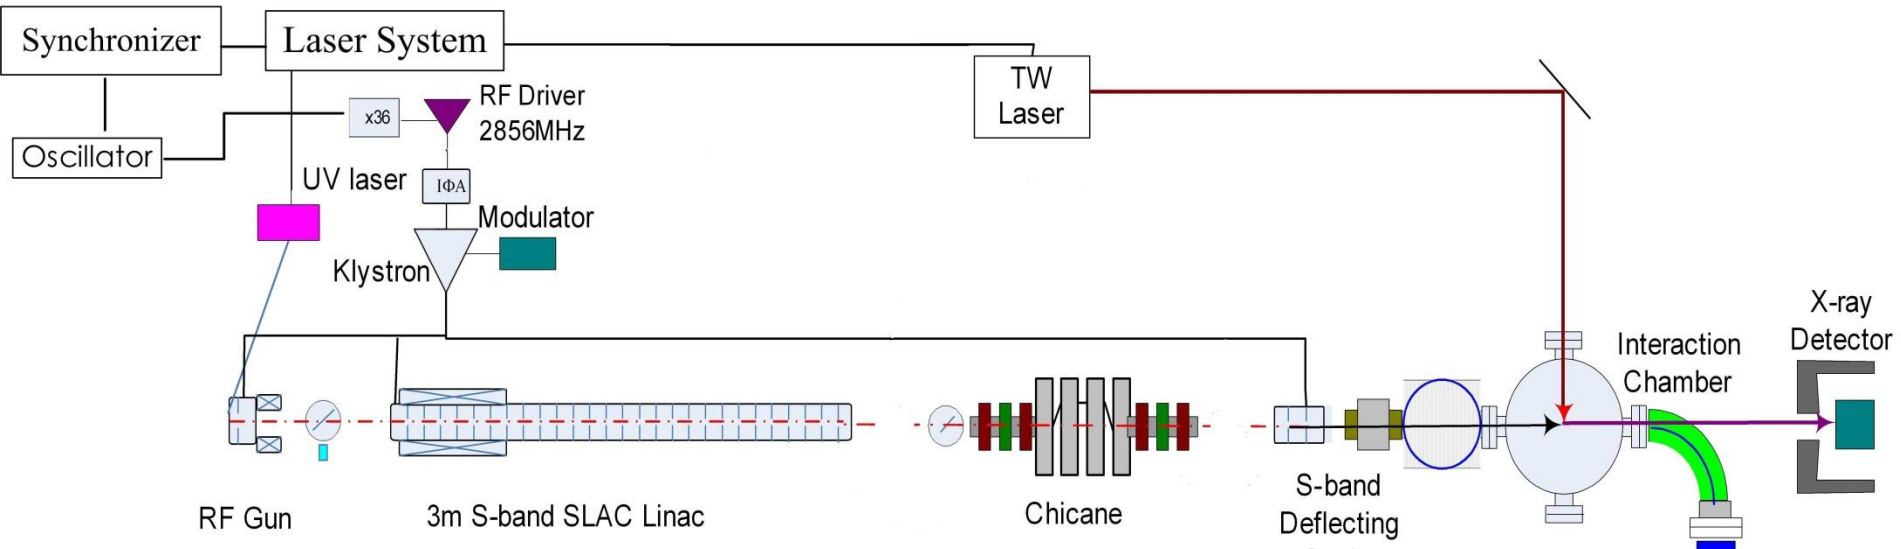 Synchronizer
Laser System
Oscillator
x36
RF Driver
2856MHz
TW
Laser
UV laser
IΦA
Modulator
Klystron
X-ray
Detector
Interaction
Chamber
RF Gun
3m S-band SLAC Linac
Chicane
S-band
Deflecting